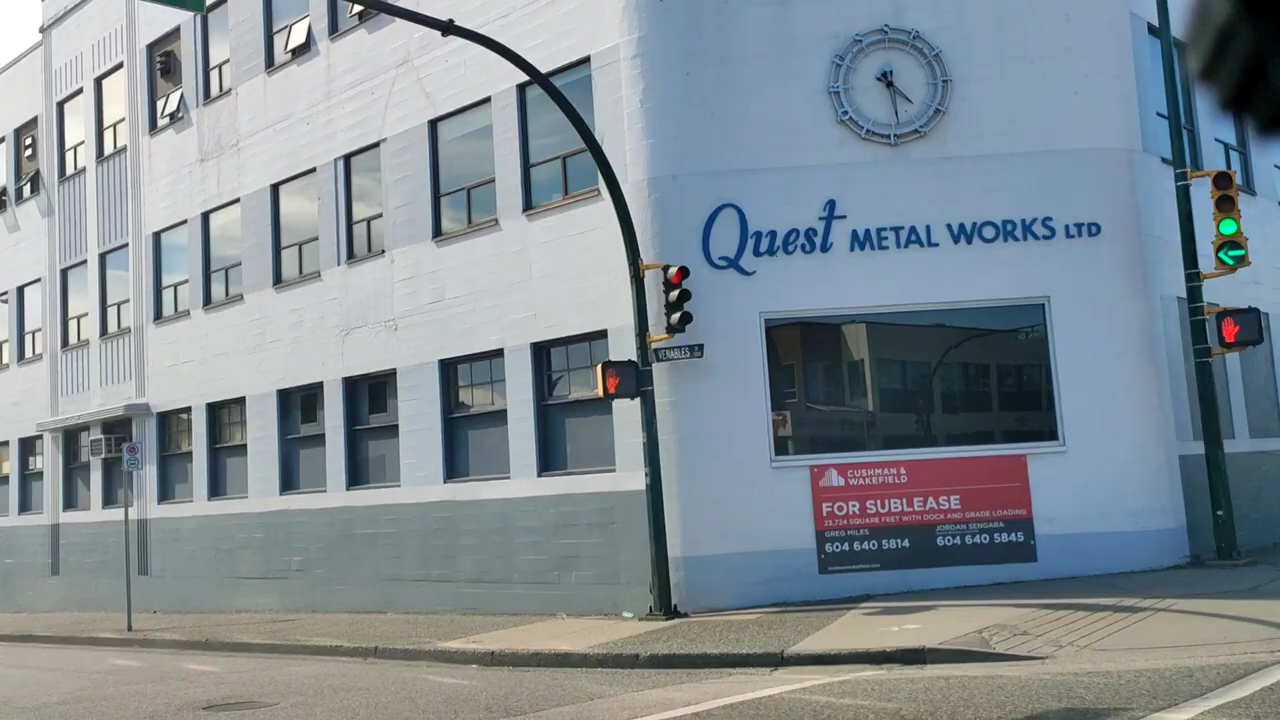 Quest METAL WORKS LTD
VENABLES
CUSHMAN &
WAKEFIELD
FOR SUBLEASE
23,724 SQUARE FEET WITH DOCK AND GRADE LOADING
GREG MILES
604 640 5814
JORDAN SENGARA
604 640 5845